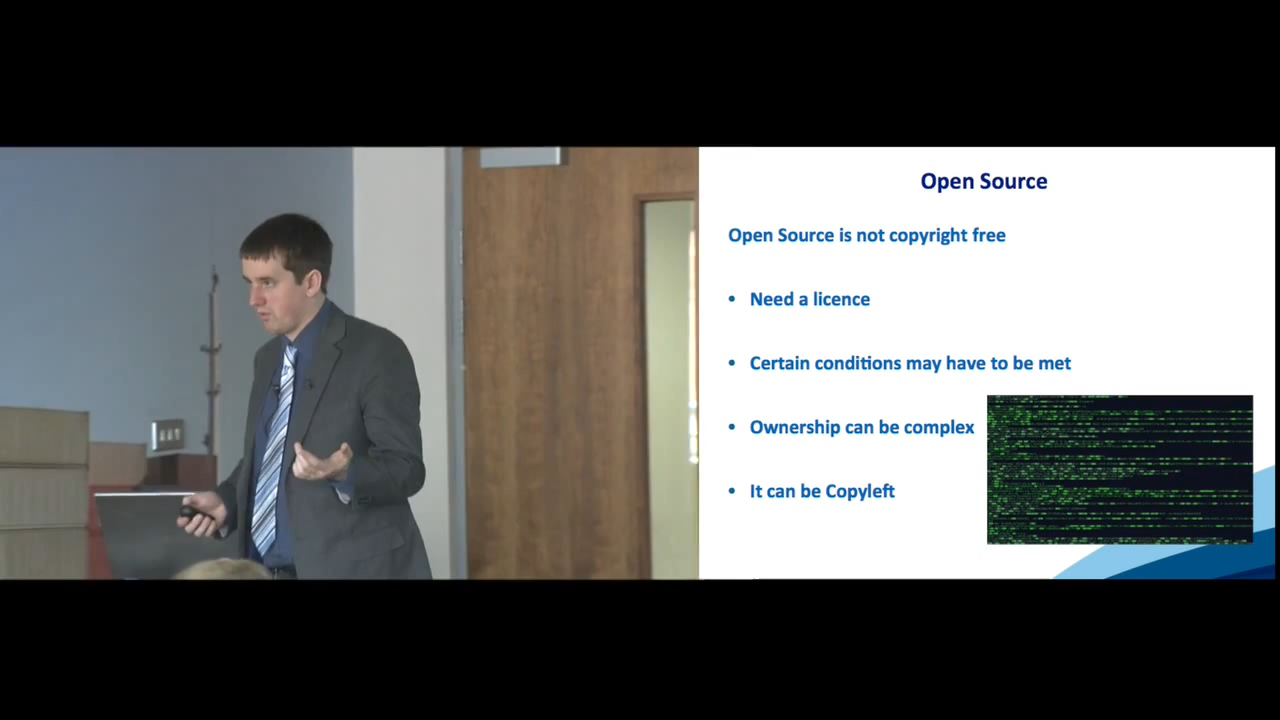 Open Source
Open Source is not copyright free
• Need a licence
• Certain conditions may have to be met
• Ownership can be complex
• It can be Copyleft